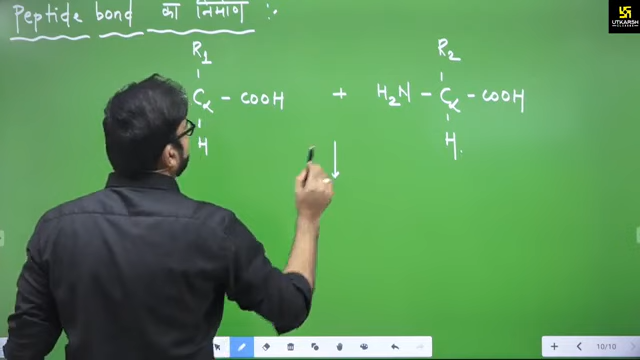 Peptide bond का निर्माण :-
R1
R2
Cα - COOH + H2N - Cα - COOH
H
H.
UTKARSH
10/10